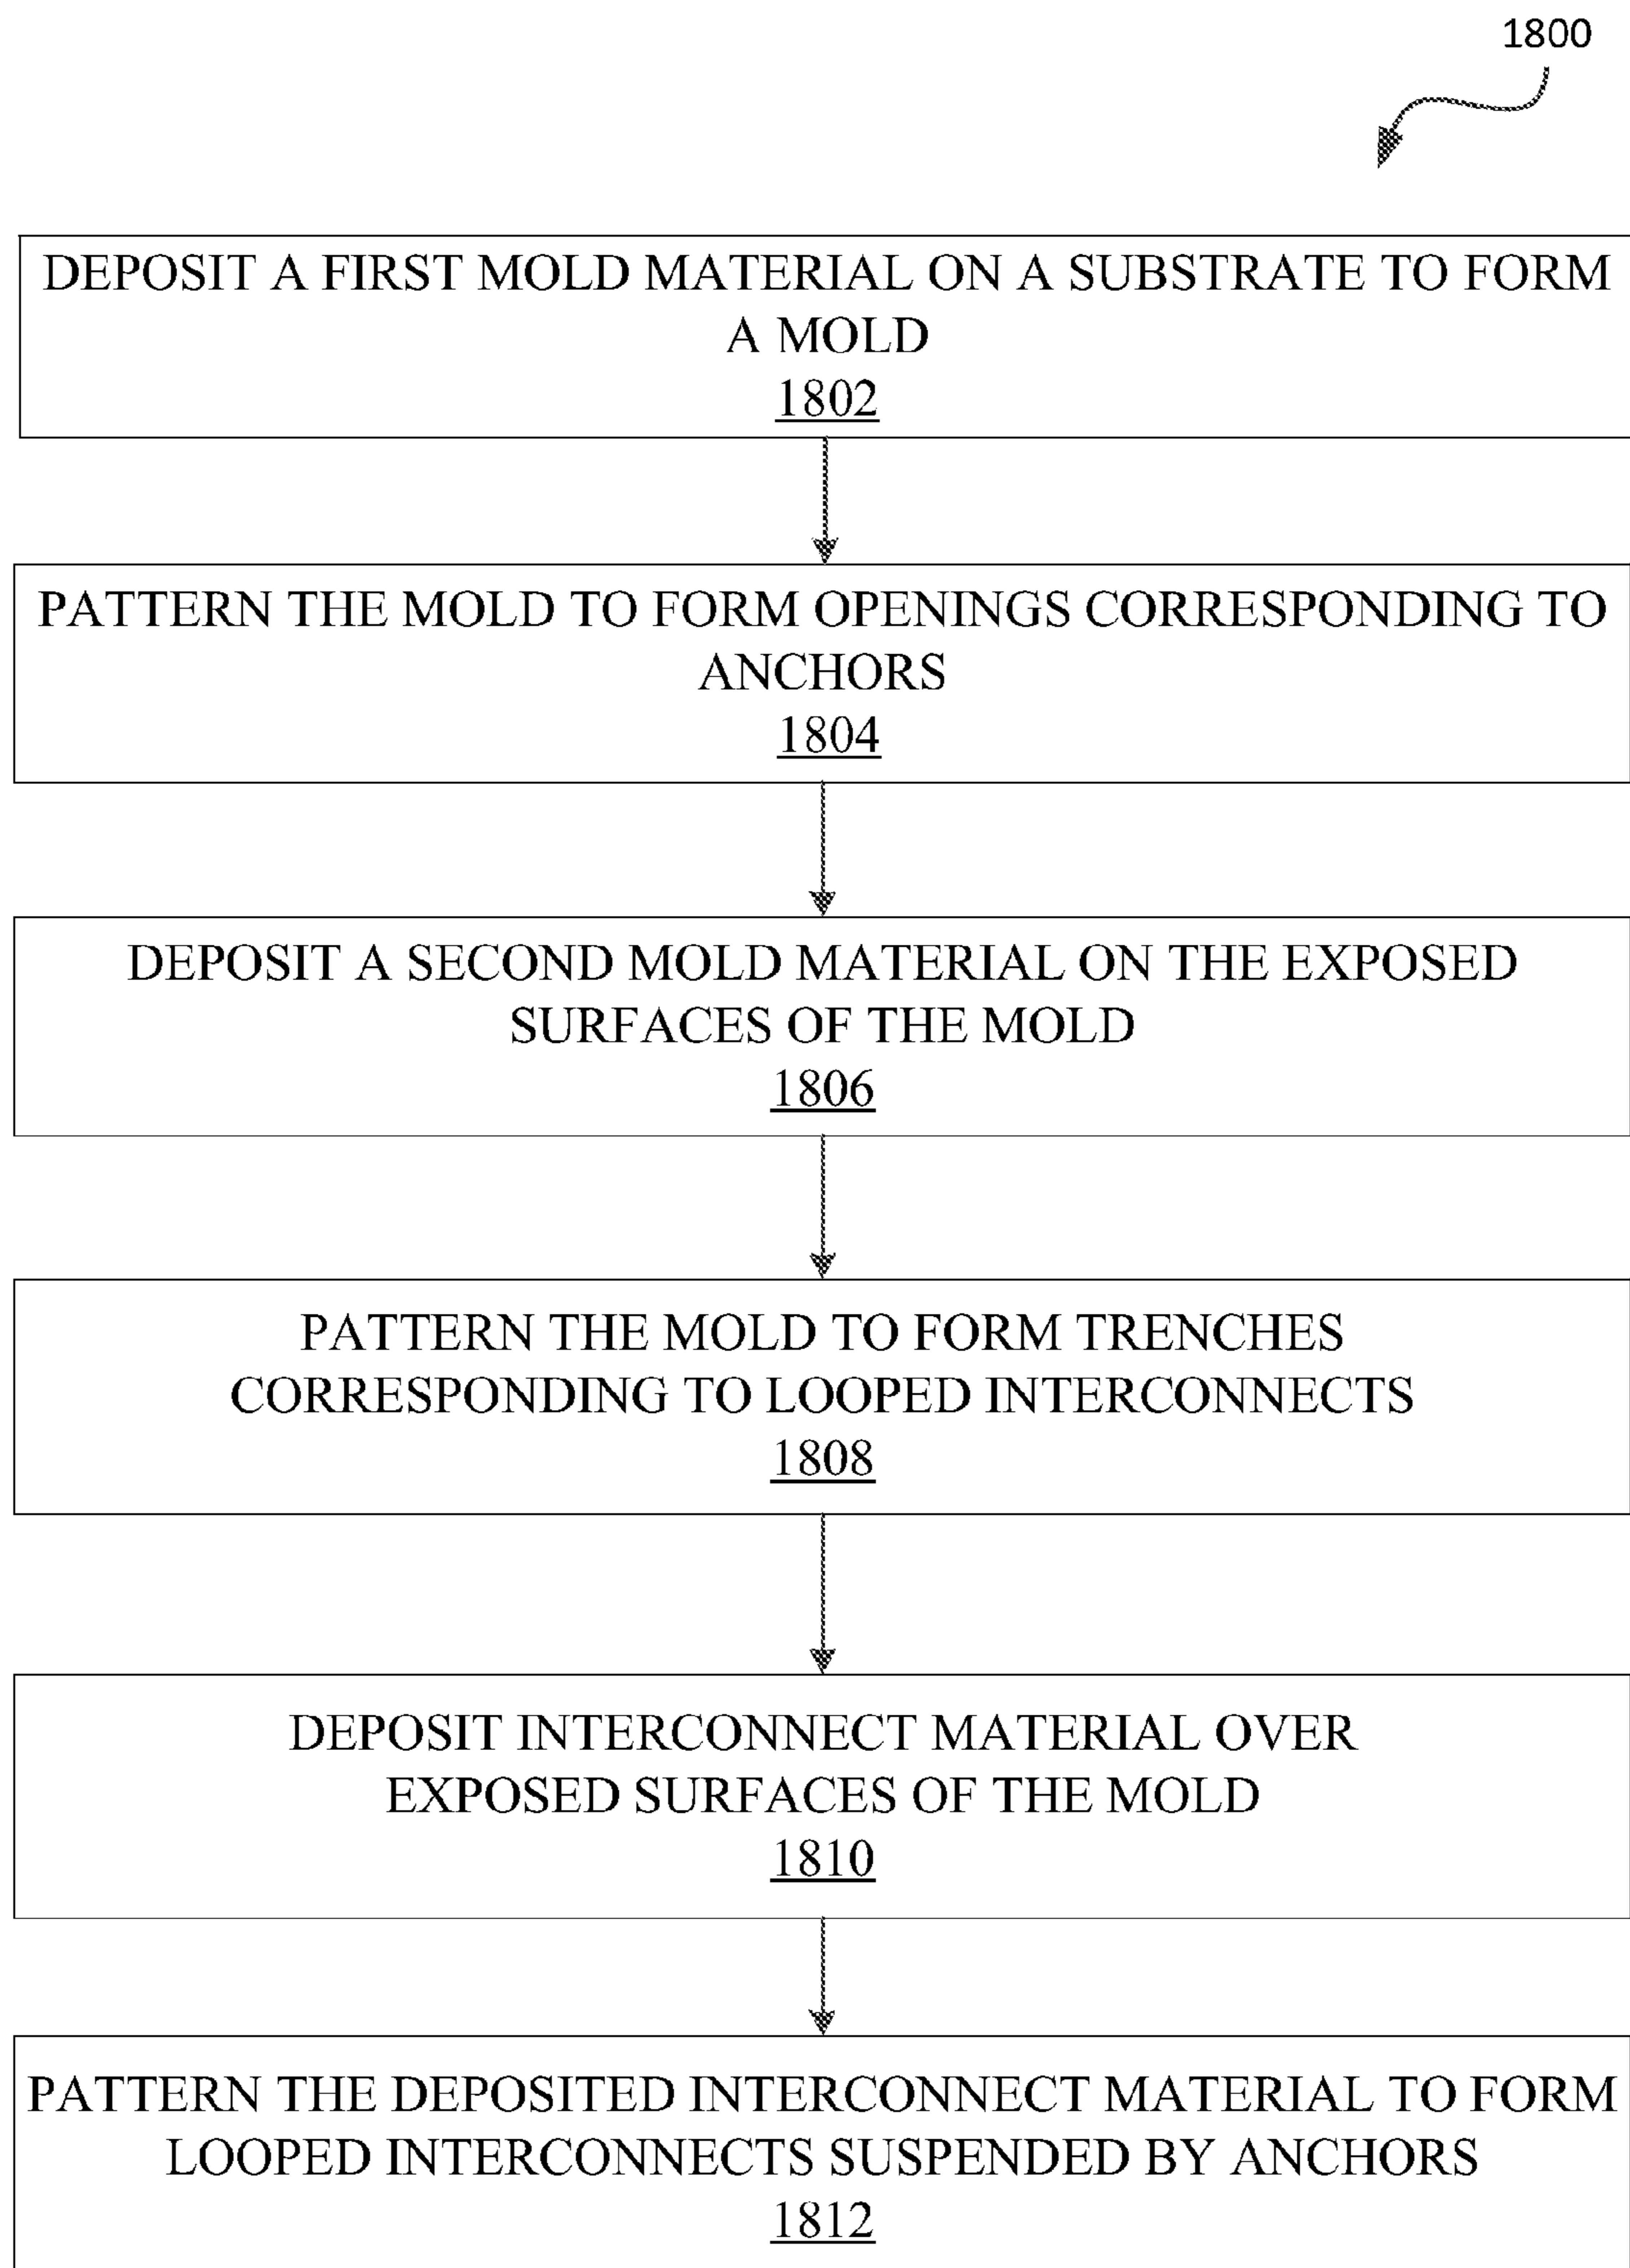 1800
DEPOSIT A FIRST MOLD MATERIAL ON A SUBSTRATE TO FORM
A MOLD
1802
PATTERN THE MOLD TO FORM OPENINGS CORRESPONDING TO
ANCHORS
1804
DEPOSIT A SECOND MOLD MATERIAL ON THE EXPOSED
SURFACES OF THE MOLD
1806
PATTERN THE MOLD TO FORM TRENCHES
CORRESPONDING TO LOOPED INTERCONNECTS
1808
DEPOSIT INTERCONNECT MATERIAL OVER
EXPOSED SURFACES OF THE MOLD
1810
PATTERN THE DEPOSITED INTERCONNECT MATERIAL TO FORM
LOOPED INTERCONNECTS SUSPENDED BY ANCHORS
1812